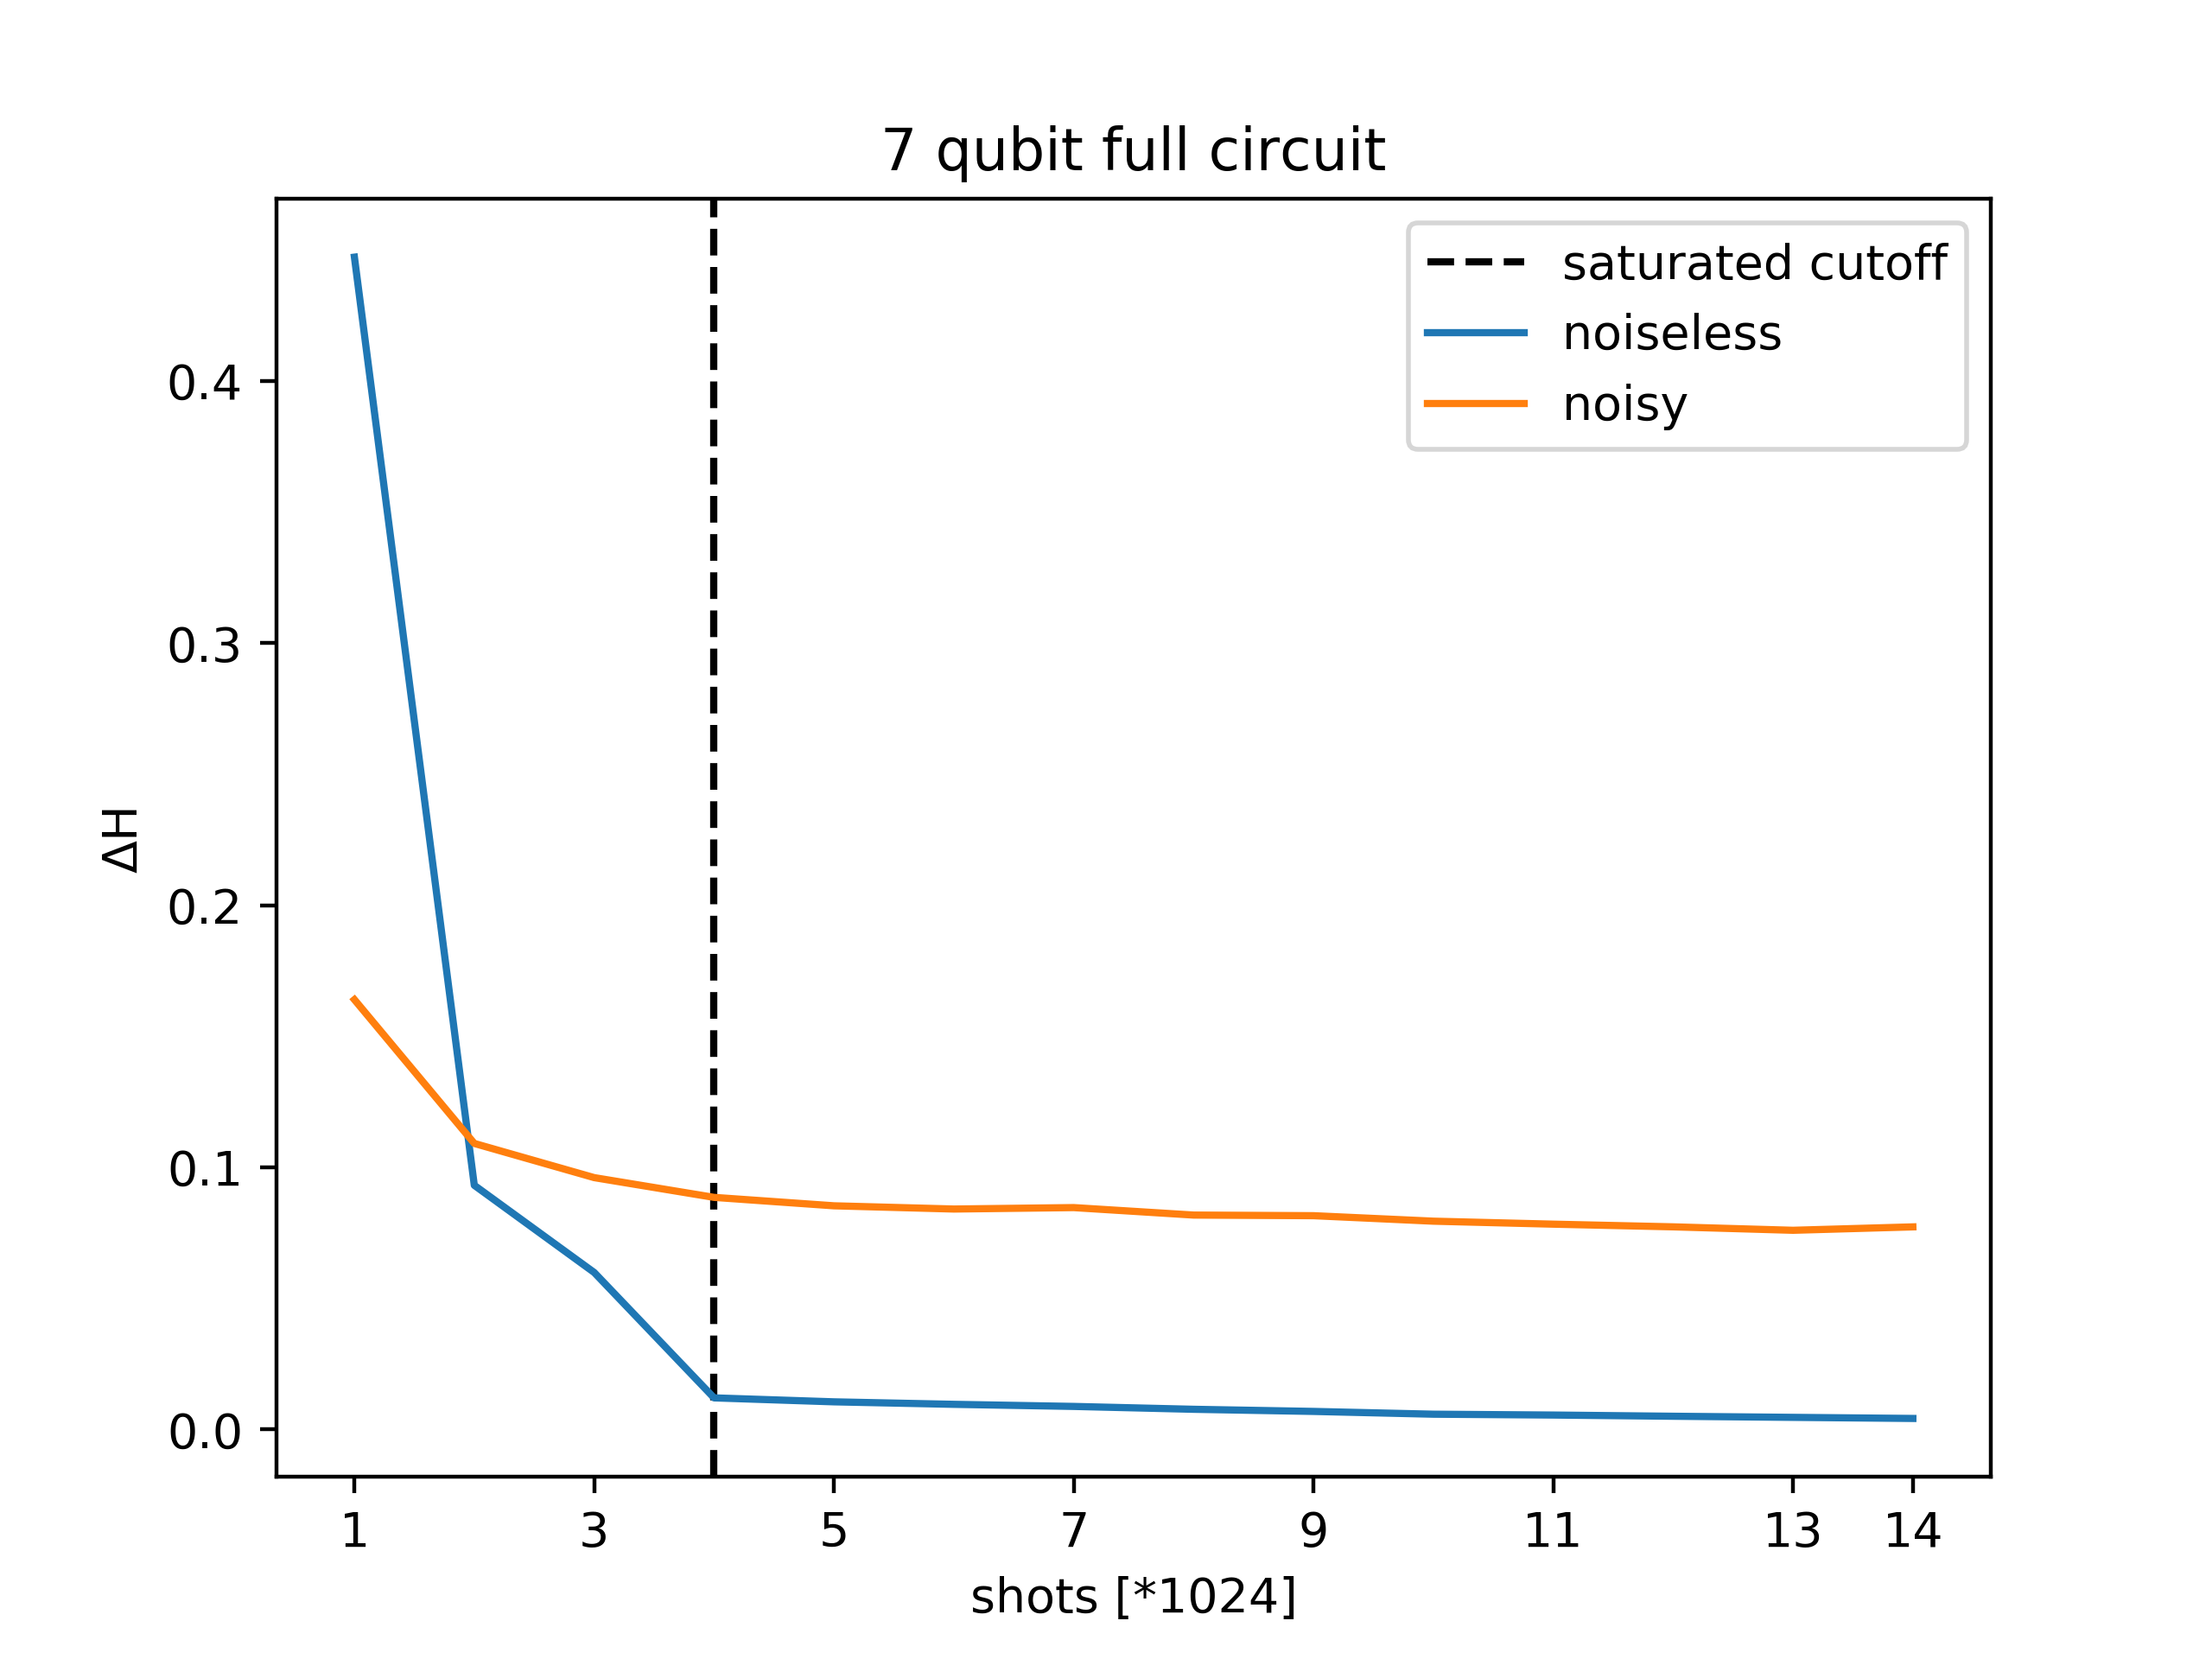 7 qubit full circuit
saturated cutoff
noiseless
noisy
0.4
0.3
0.2
0.1
0.0
ΔH
1 3 5 7 9 11 13 14
shots [*1024]